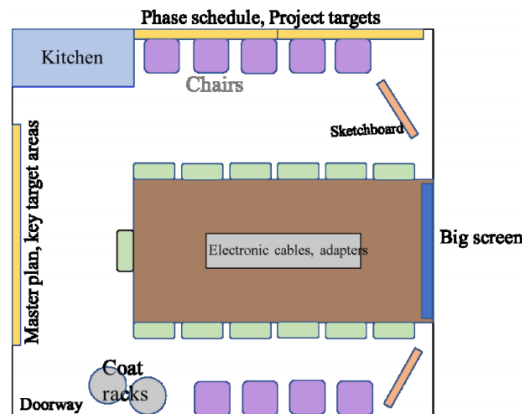 Phase schedule, Project targets
Kitchen
Chairs
Sketchboard
Master plan, key target areas
Electronic cables, adapters
Big screen
Coat
racks
Doorway